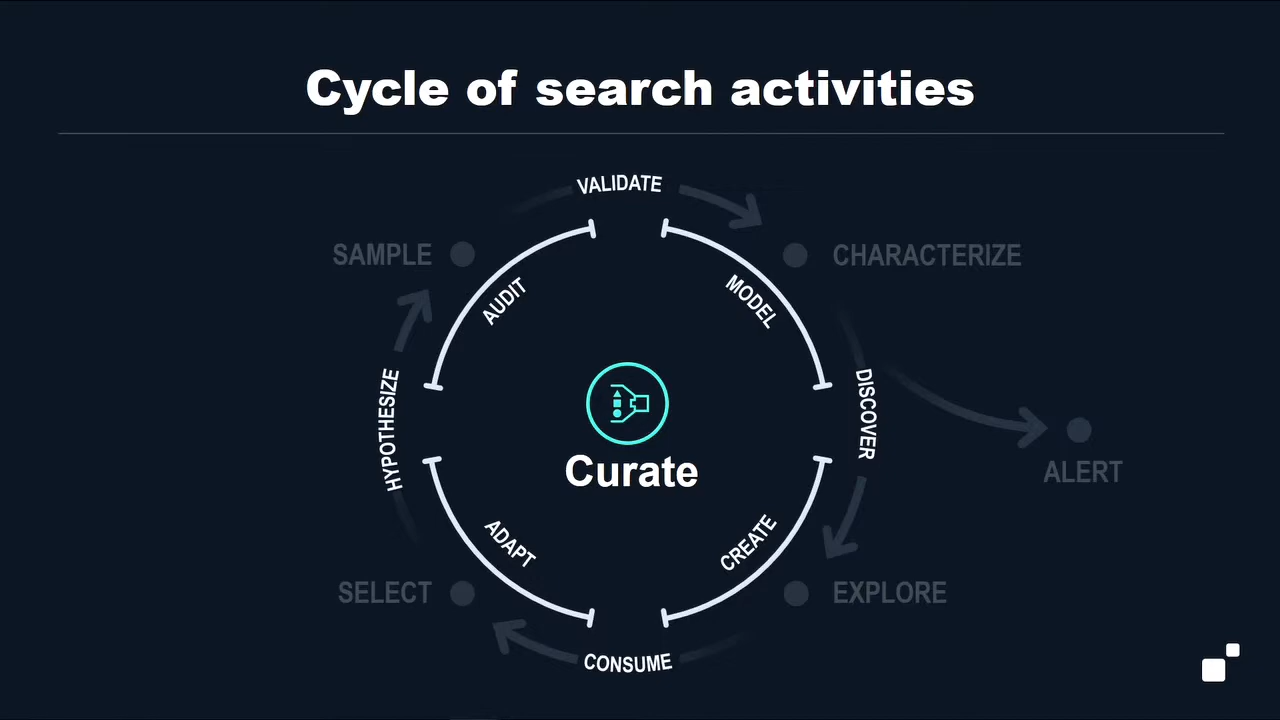 Cycle of search activities
VALIDATE
SAMPLE
CHARACTERIZE
AUDIT
MODEL
HYPOTHESIZE
DISCOVER
Curate
ALERT
ADAPT
CREATE
SELECT
EXPLORE
CONSUME